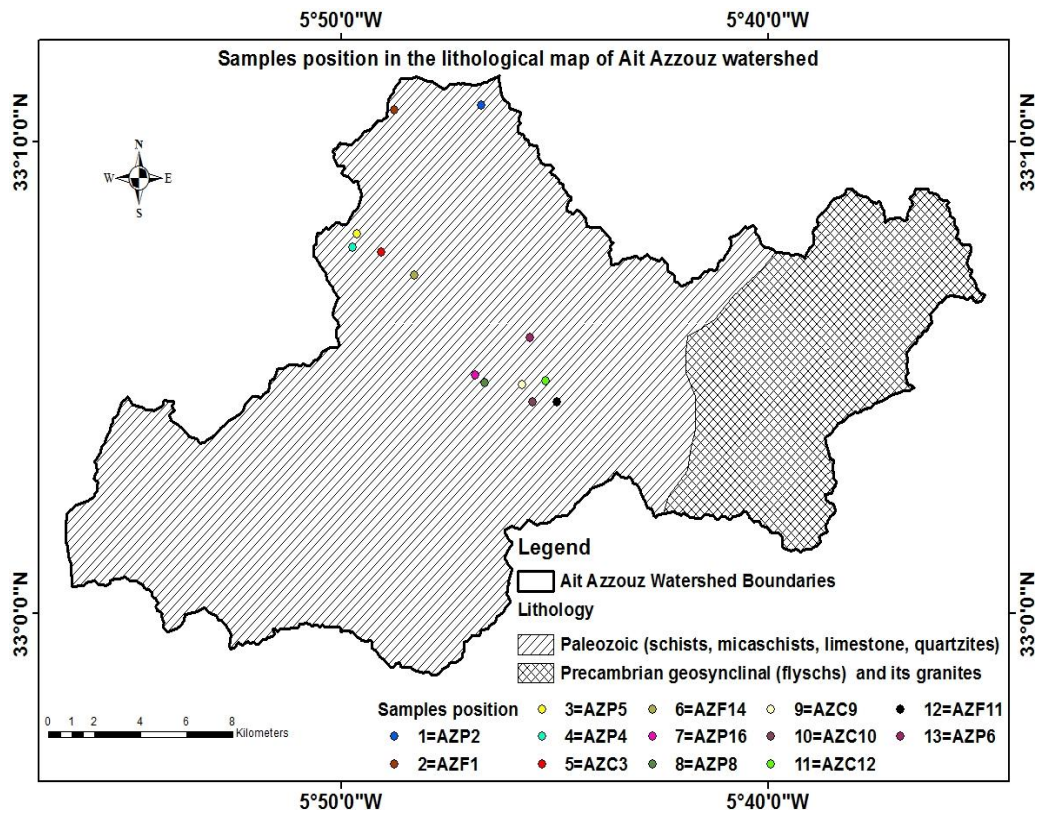 5°50'0"W 5°40'0"W
Samples position in the lithological map of Ait Azzouz watershed
33°10'0"N 33°10'0"N
N
W E
S
Legend
Ait Azzouz Watershed Boundaries
Lithology
33°0'0"N 33°0'0"N
Paleozoic (schists, micaschists, limestone, quartzites)
Precambrian geosynclinal (flyschs) and its granites
Samples position 3=AZP5 6=AZF14 9=AZC9 12=AZF11
0 1 2 4 6 8 Kilometers
1=AZP2 4=AZP4 7=AZP16 10=AZC10 13=AZP6
2=AZF1 5=AZC3 8=AZP8 11=AZC12
5°50'0"W 5°40'0"W